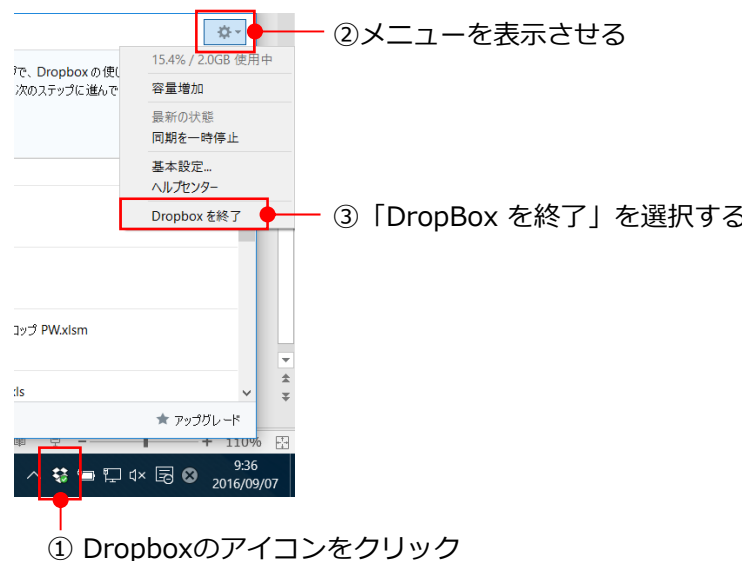 ②メニューを表示させる
15.4% / 2.0GB 使用中
で、Dropbox の使い
次のステップに進んで
容量増加
最新の状態
同期を一時停止
基本設定...
ヘルプセンター
Dropbox を終了
③「DropBox を終了」を選択する
コップ PW.xlsm
ls
★ アップグレード
- + 110%
9:36
2016/09/07
① Dropboxのアイコンをクリック